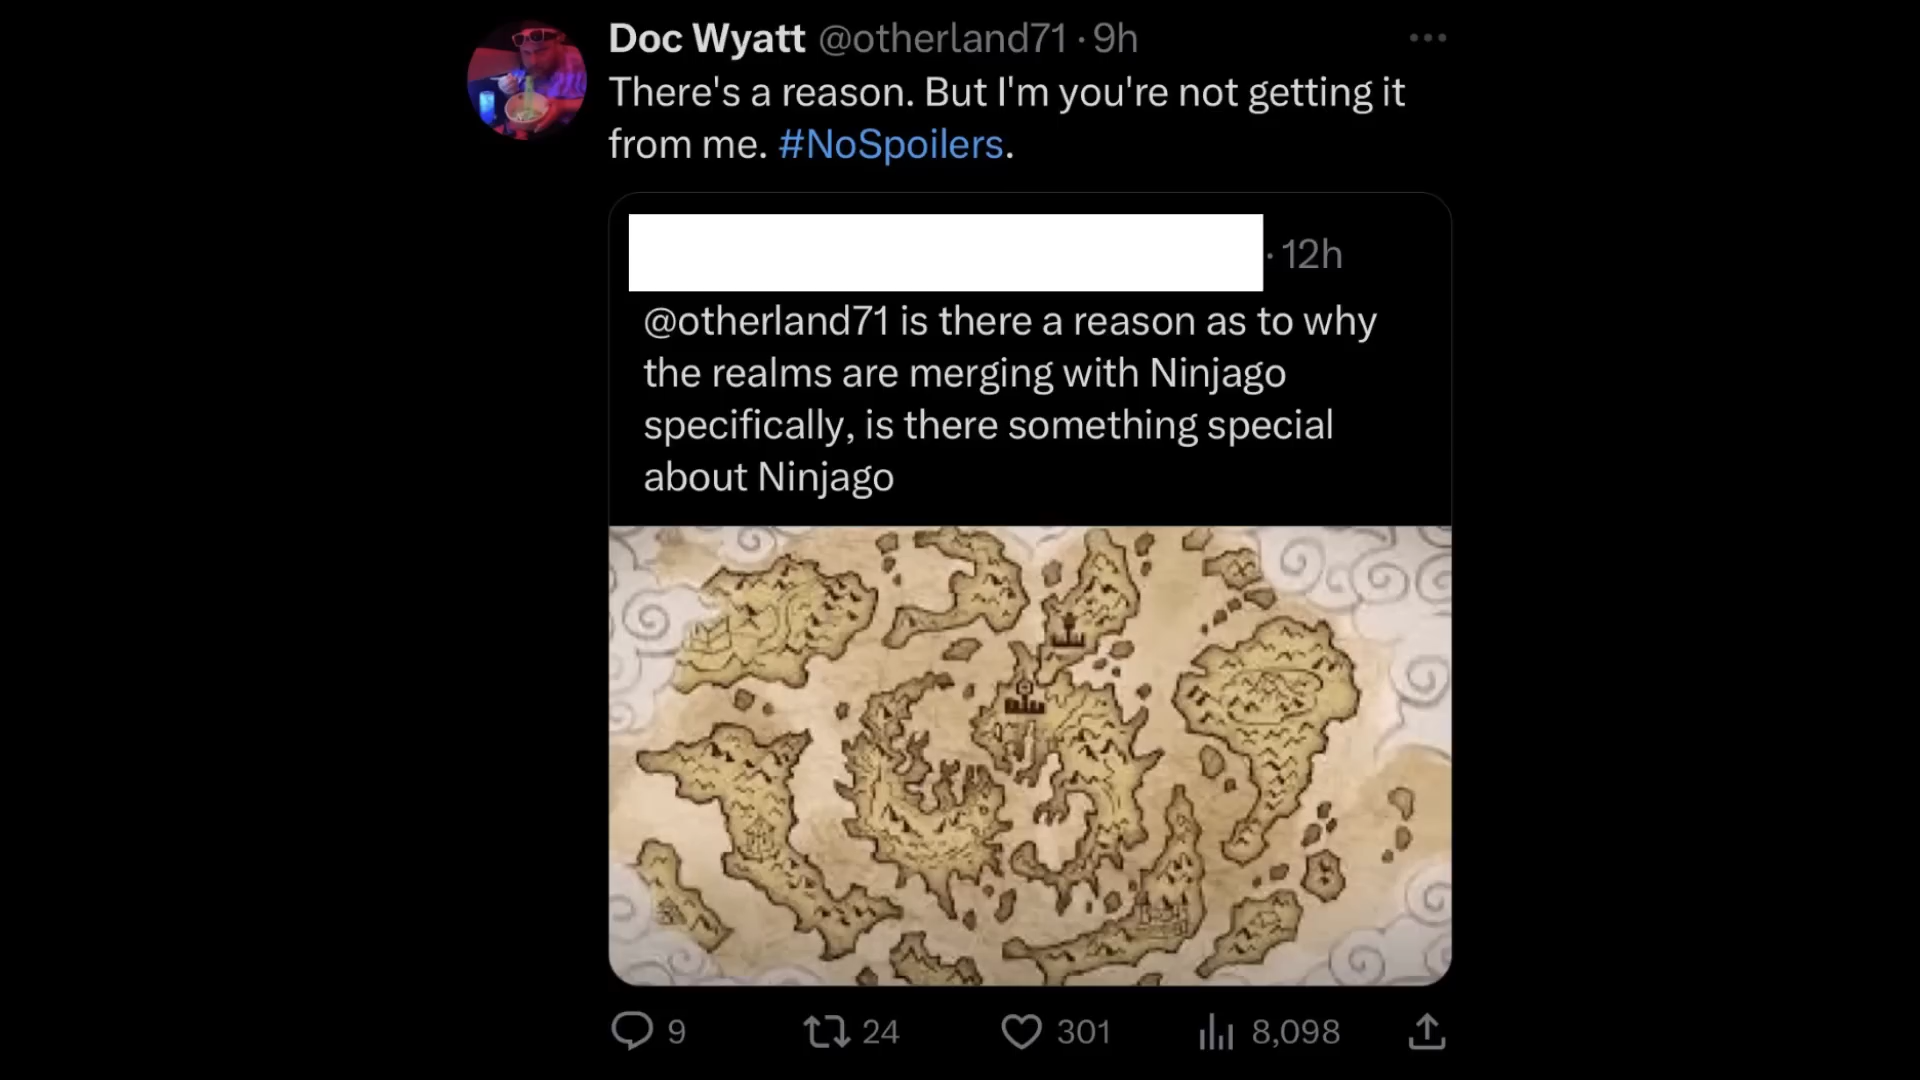 Doc Wyatt @otherland71 · 9h
There's a reason. But I'm you're not getting it
from me. #NoSpoilers.
· 12h
@otherland71 is there a reason as to why
the realms are merging with Ninjago
specifically, is there something special
about Ninjago
9 24 301 8,098